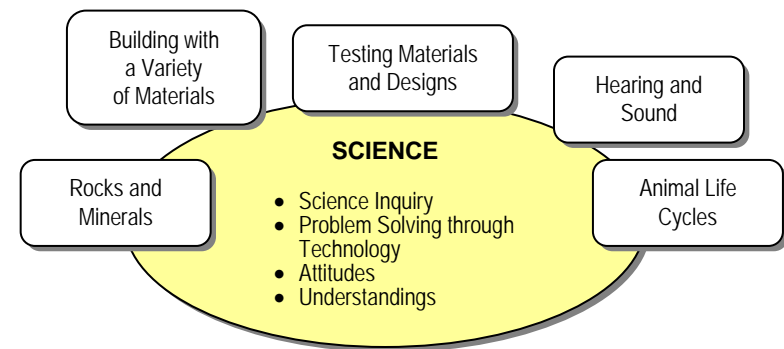 Building with
a Variety
of Materials
Testing Materials
and Designs
Hearing and
Sound
Rocks and
Minerals
Animal Life
Cycles
SCIENCE
• Science Inquiry
• Problem Solving through
Technology
• Attitudes
• Understandings